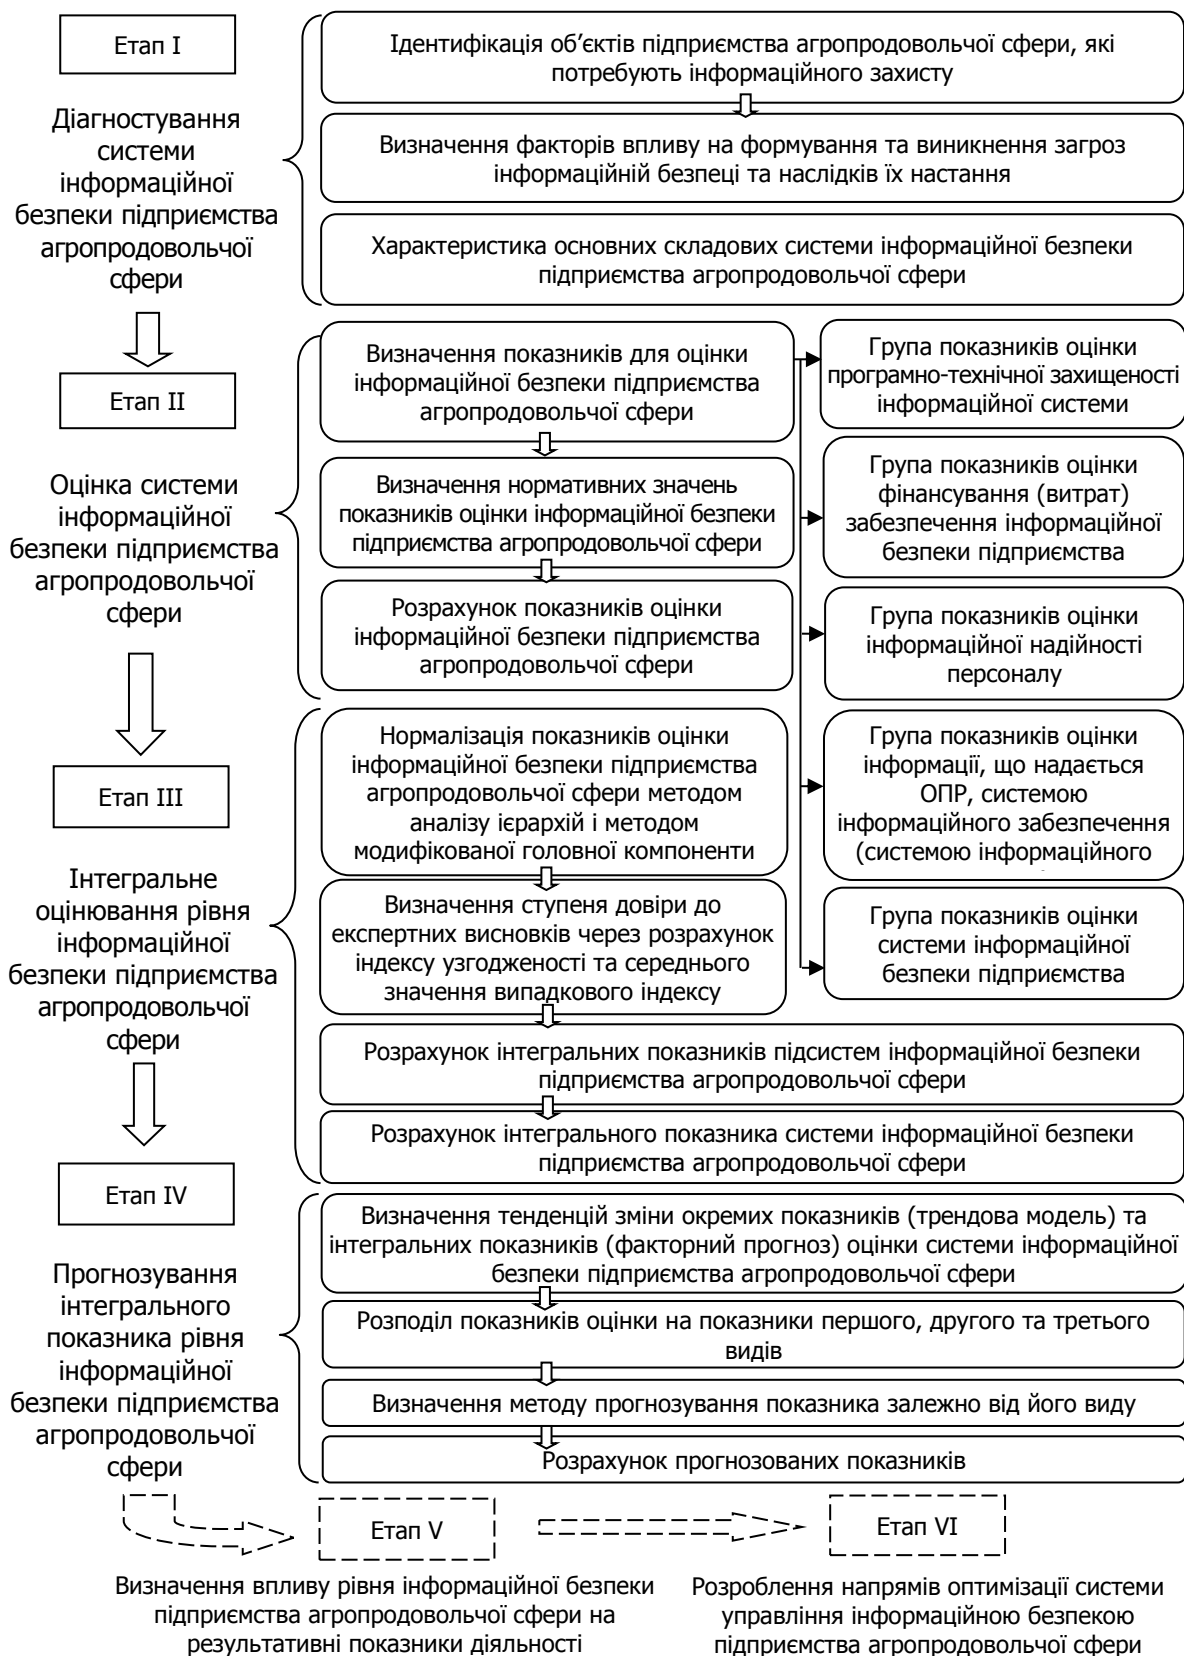 Етап I
Діагностування
системи
інформаційної
безпеки підприємства
агропродовольчої
сфери
Ідентифікація об’єктів підприємства агропродовольчої сфери, які
потребують інформаційного захисту
Визначення факторів впливу на формування та виникнення загроз
інформаційній безпеці та наслідків їх настання
Характеристика основних складових системи інформаційної безпеки
підприємства агропродовольчої сфери
Етап II
Оцінка системи
інформаційної
безпеки підприємства
агропродовольчої
сфери
Визначення показників для оцінки
інформаційної безпеки підприємства
агропродовольчої сфери
Визначення нормативних значень
показників оцінки інформаційної безпеки
підприємства агропродовольчої сфери
Розрахунок показників оцінки
інформаційної безпеки підприємства
агропродовольчої сфери
Група показників оцінки
програмно-технічної захищеності
інформаційної системи
Група показників оцінки
фінансування (витрат)
забезпечення інформаційної
безпеки підприємства
Група показників оцінки
інформаційної надійності
персоналу
Група показників оцінки
інформації, що надається
ОПР, системою
інформаційного забезпечення
(системою інформаційного
Група показників оцінки
системи інформаційної
безпеки підприємства
Етап III
Інтегральне
оцінювання рівня
інформаційної
безпеки підприємства
агропродовольчої
сфери
Нормалізація показників оцінки
інформаційної безпеки підприємства
агропродовольчої сфери методом
аналізу ієрархій і методом
модифікованої головної компоненти
Визначення ступеня довіри до
експертних висновків через розрахунок
індексу узгодженості та середнього
значення випадкового індексу
Розрахунок інтегральних показників підсистем інформаційної безпеки
підприємства агропродовольчої сфери
Розрахунок інтегрального показника системи інформаційної безпеки
підприємства агропродовольчої сфери
Етап IV
Прогнозування
інтегрального
показника рівня
інформаційної
безпеки підприємства
агропродовольчої
сфери
Визначення тенденцій зміни окремих показників (трендова модель) та
інтегральних показників (факторний прогноз) оцінки системи інформаційної
безпеки підприємства агропродовольчої сфери
Розподіл показників оцінки на показники першого, другого та третього
видів
Визначення методу прогнозування показника залежно від його виду
Розрахунок прогнозованих показників
Етап V
Визначення впливу рівня інформаційної безпеки
підприємства агропродовольчої сфери на
результативні показники діяльності
Етап VI
Розроблення напрямів оптимізації системи
управління інформаційною безпекою
підприємства агропродовольчої сфери